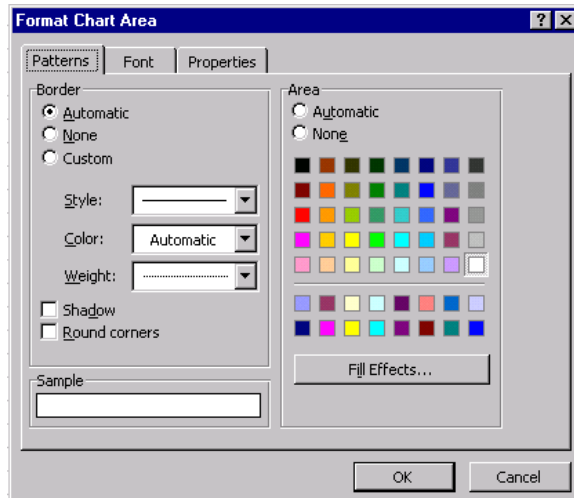 Format Chart Area
Patterns
Font
Properties
Border
Automatic
None
Custom
Style:
Color:
Automatic
Weight:
Shadow
Round corners
Sample
Area
Automatic
None
Fill Effects...
OK
Cancel